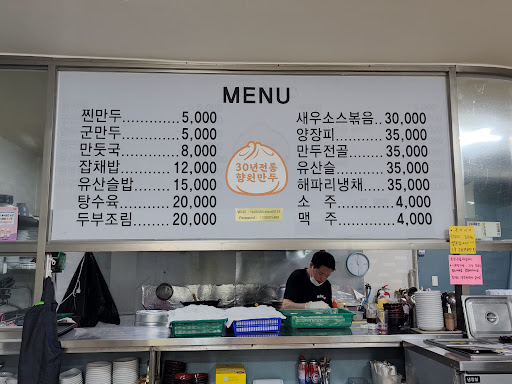 MENU
찐만두.............5,000
군만두.............5,000
만둣국.............8,000
잡채밥...........12,000
유산슬밥........15,000
탕수육...........20,000
두부조림........20,000
30년전통
향원만두
새우소스볶음..30,000
양장피............35,000
만두전골........35,000
유산슬............35,000
해파리냉채.....35,000
소 주.............4,000
맥 주.............4,000